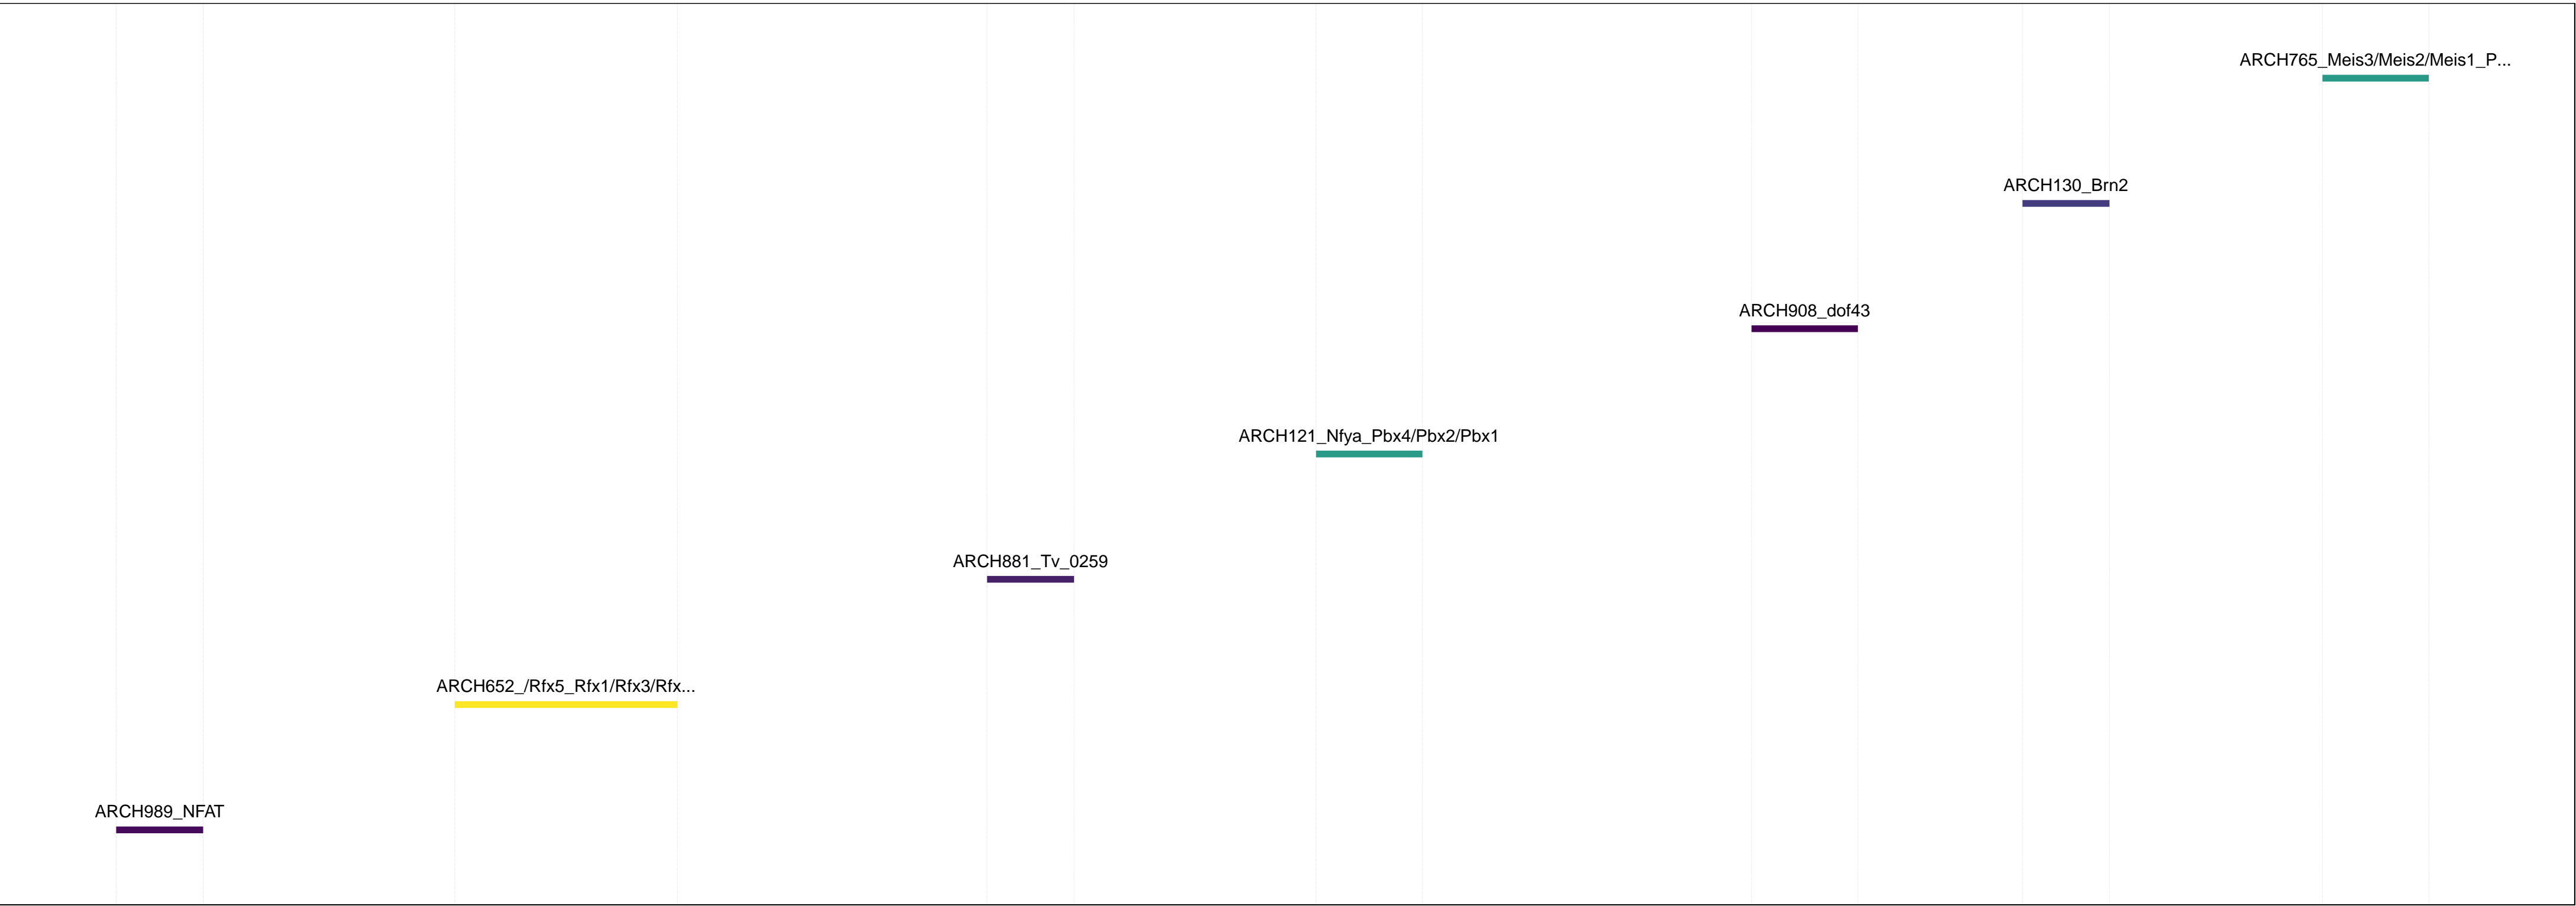 ARCH765_Meis3/Meis2/Meis1_P...
ARCH130_Brn2
ARCH908_dof43
ARCH121_Nfya_Pbx4/Pbx2/Pbx1
ARCH881_Tv_0259
ARCH652_/Rfx5_Rfx1/Rfx3/Rfx...
ARCH989_NFAT